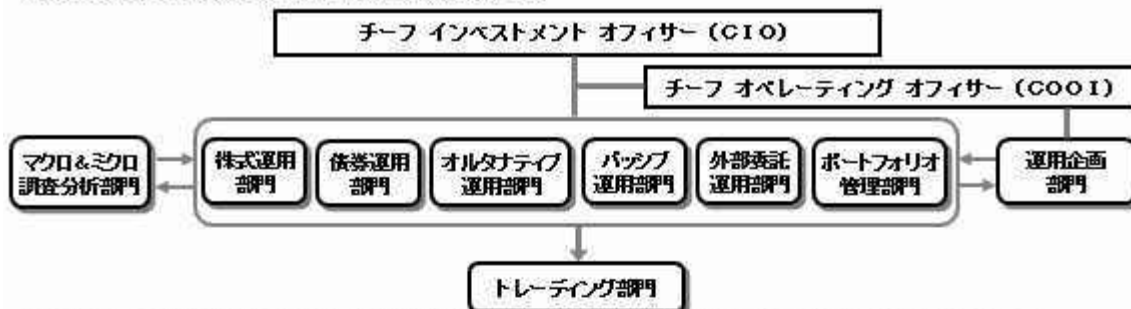 チーフ インベストメント オフィサー (CIO)
チーフ オペレーティング オフィサー (COOI)
マクロ&ミクロ
調査分析部門
株式運用
部門
債券運用
部門
オルタナティブ
運用部門
パッシブ
運用部門
外部委託
運用部門
ポートフォリオ
管理部門
運用企画
部門
トレーディング部門